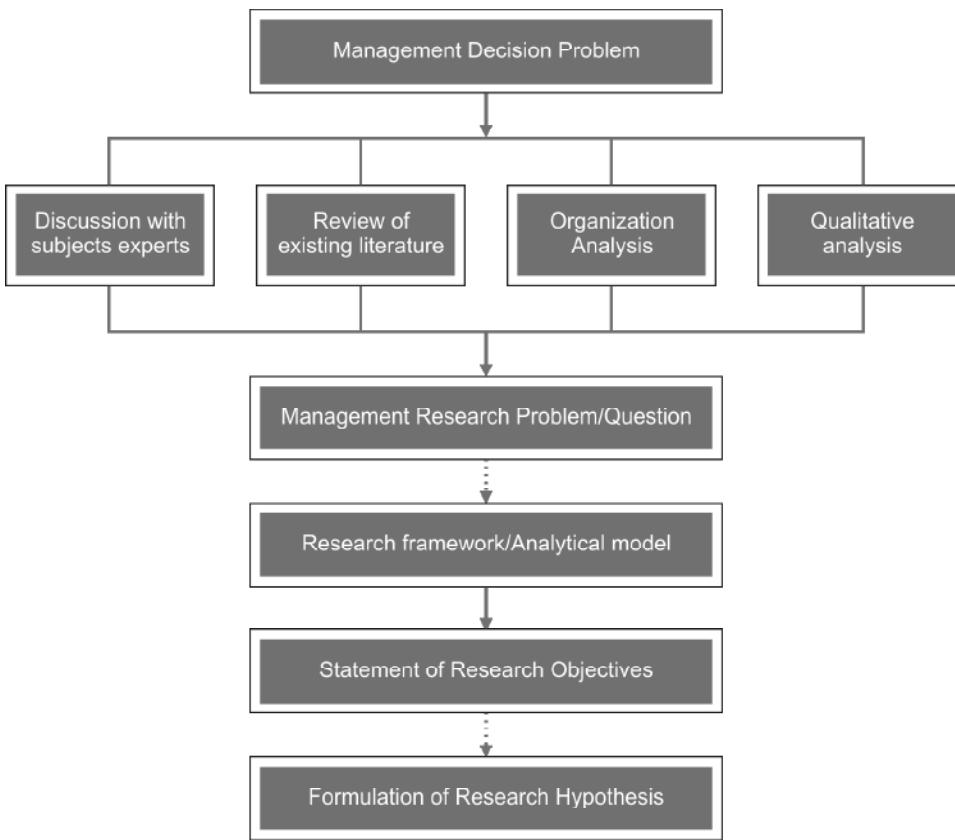 Management Decision Problem
Discussion with
subjects experts
Review of
existing literature
Organization
Analysis
Qualitative
analysis
Management Research Problem/Question
Research framework/Analytical model
Statement of Research Objectives
Formulation of Research Hypothesis